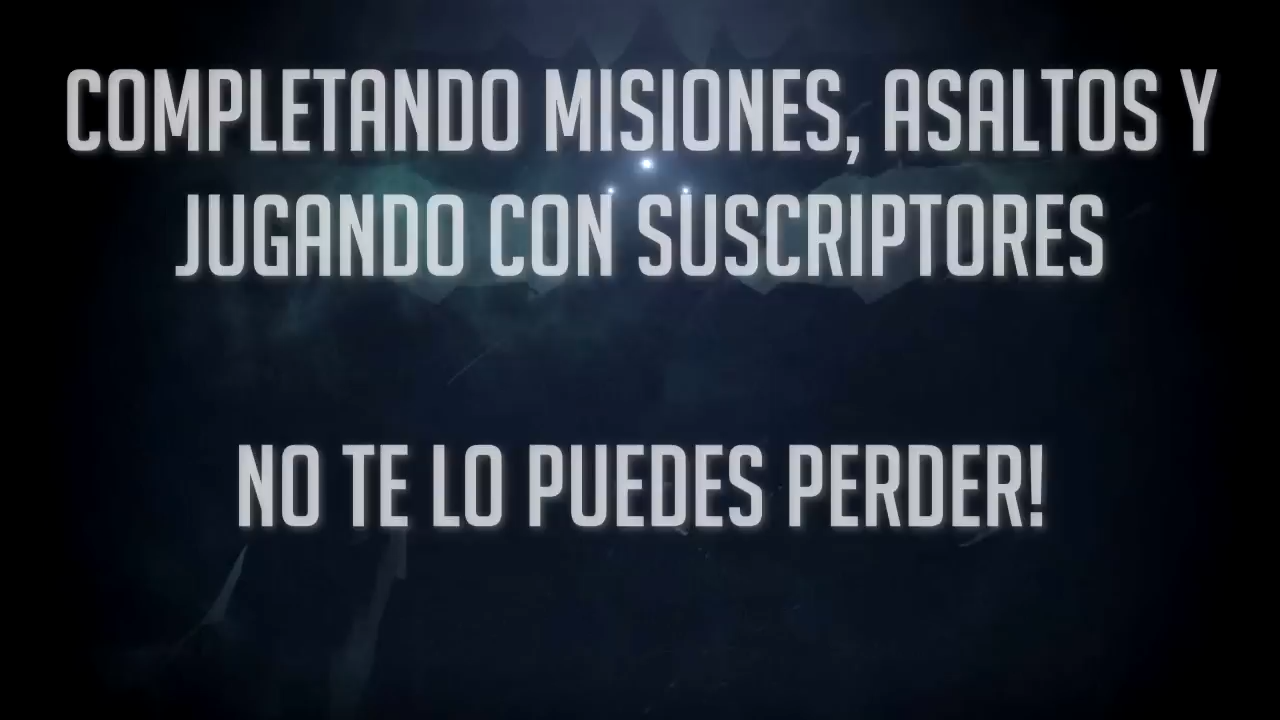 COMPLETANDO MISIONES, ASALTOS Y
JUGANDO CON SUSCRIPTORES
NO TE LO PUEDES PERDER!